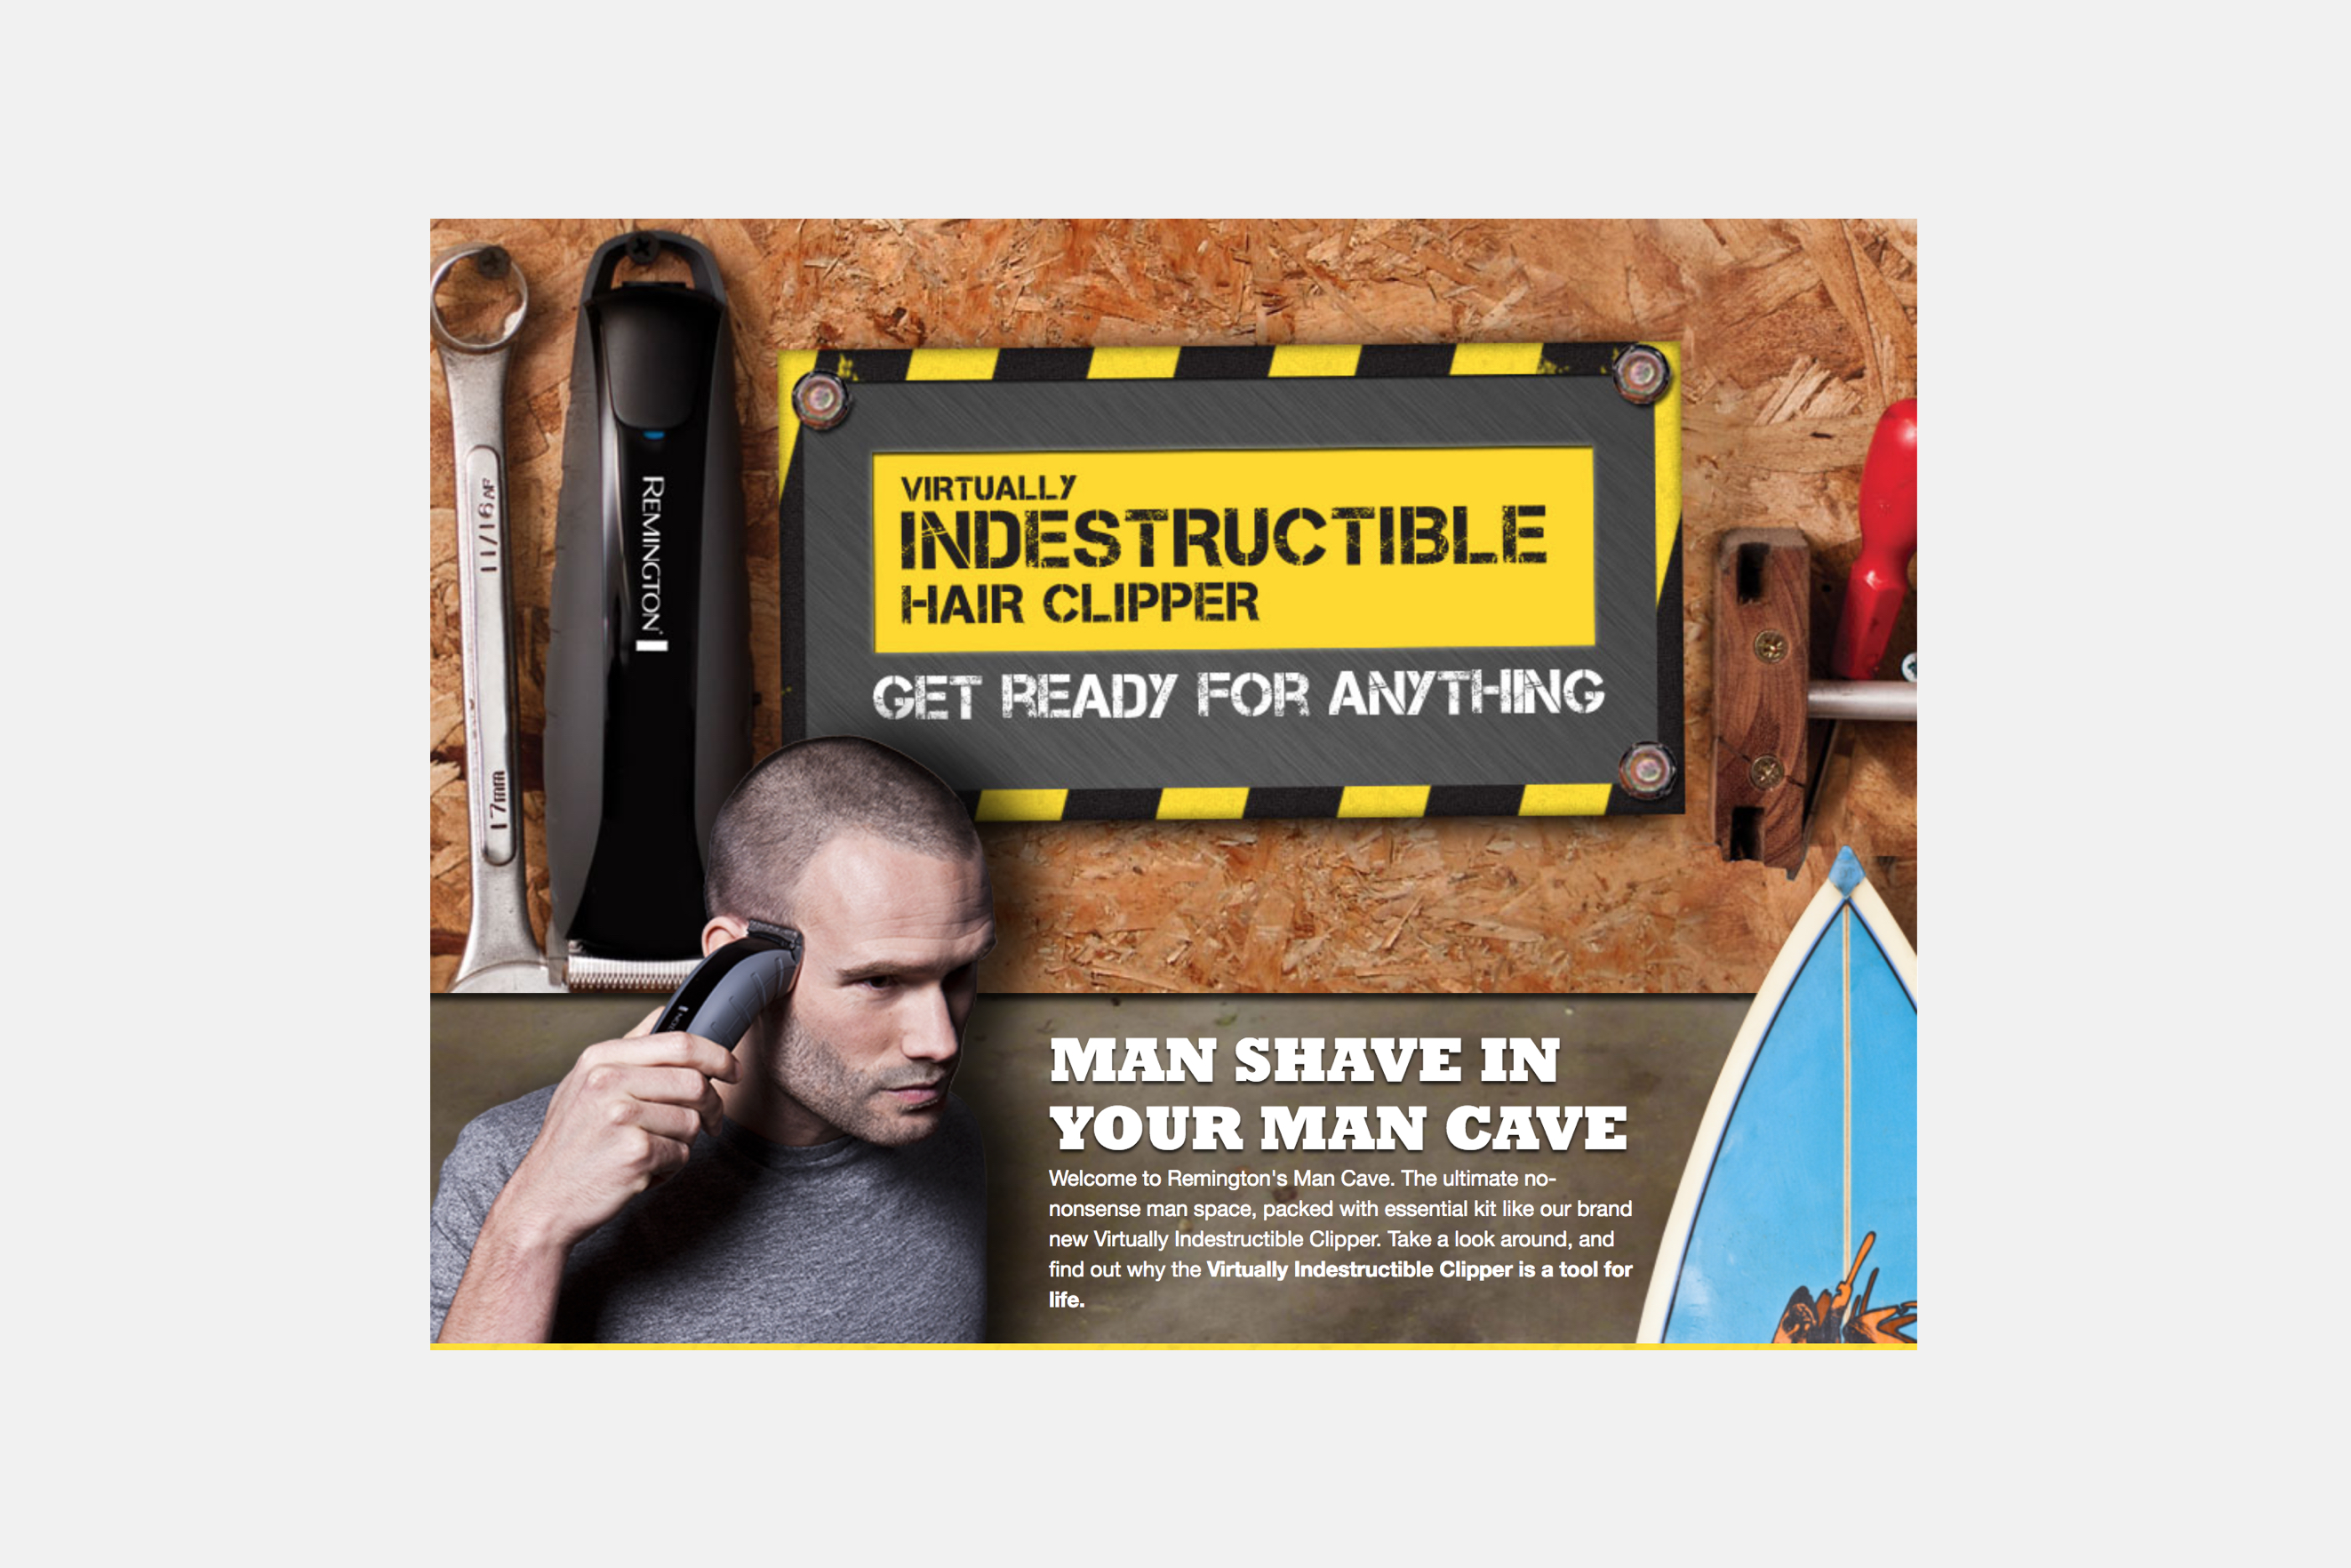 11/16 AF
17mm
REMINGTON
VIRTUALLY
INDESTRUCTIBLE
HAIR CLIPPER
GET READY FOR ANYTHING
MAN SHAVE IN
YOUR MAN CAVE
Welcome to Remington's Man Cave. The ultimate no-
nonsense man space, packed with essential kit like our brand
new Virtually Indestructible Clipper. Take a look around, and
find out why the Virtually Indestructible Clipper is a tool for
life.